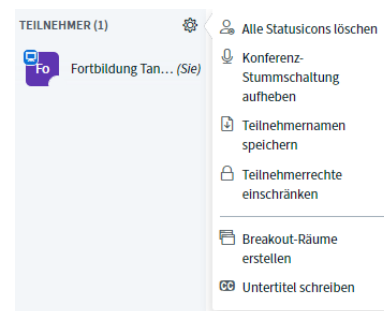 TEILNEHMER (1)
Fo
Fortbildung Tan... (Sie)
Alle Statusicons löschen
Konferenz-
Stummschaltung
aufheben
Teilnehmernamen
speichern
Teilnehmerrechte
einschränken
Breakout-Räume
erstellen
CC
Untertitel schreiben